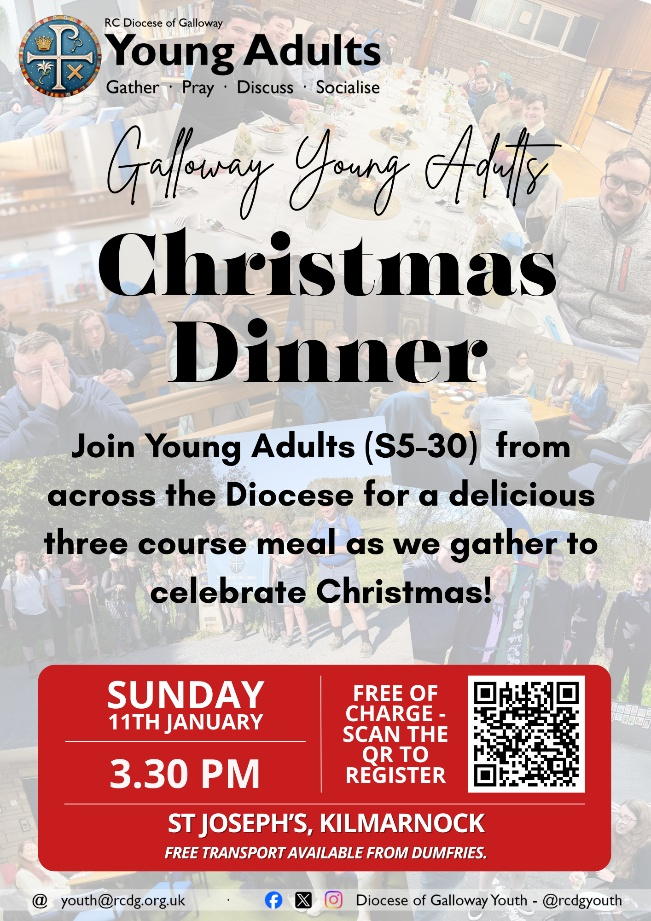 RC Diocese of Galloway
Young Adults
Gather · Pray · Discuss · Socialise
Galloway Young Adults
Christmas
Dinner
Join Young Adults (S5-30) from
across the Diocese for a delicious
three course meal as we gather to
celebrate Christmas!
SUNDAY
11TH JANUARY
3.30 PM
FREE OF
CHARGE -
SCAN THE
QR TO
REGISTER
ST JOSEPH'S, KILMARNOCK
FREE TRANSPORT AVAILABLE FROM DUMFRIES.
@ youth@rcdg.org.uk · Diocese of Galloway Youth - @rcdgyouth